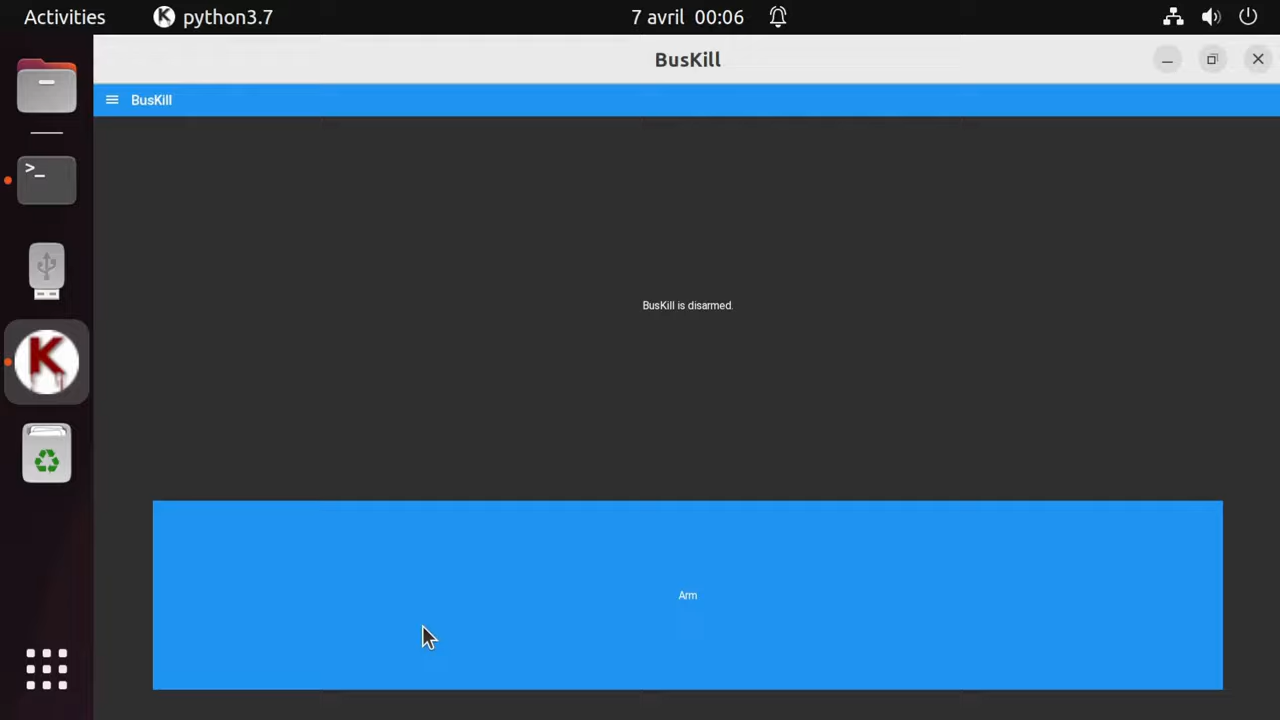 Activities
python3.7
7 avril 00:06
BusKill
BusKill
BusKill is disarmed.
Arm